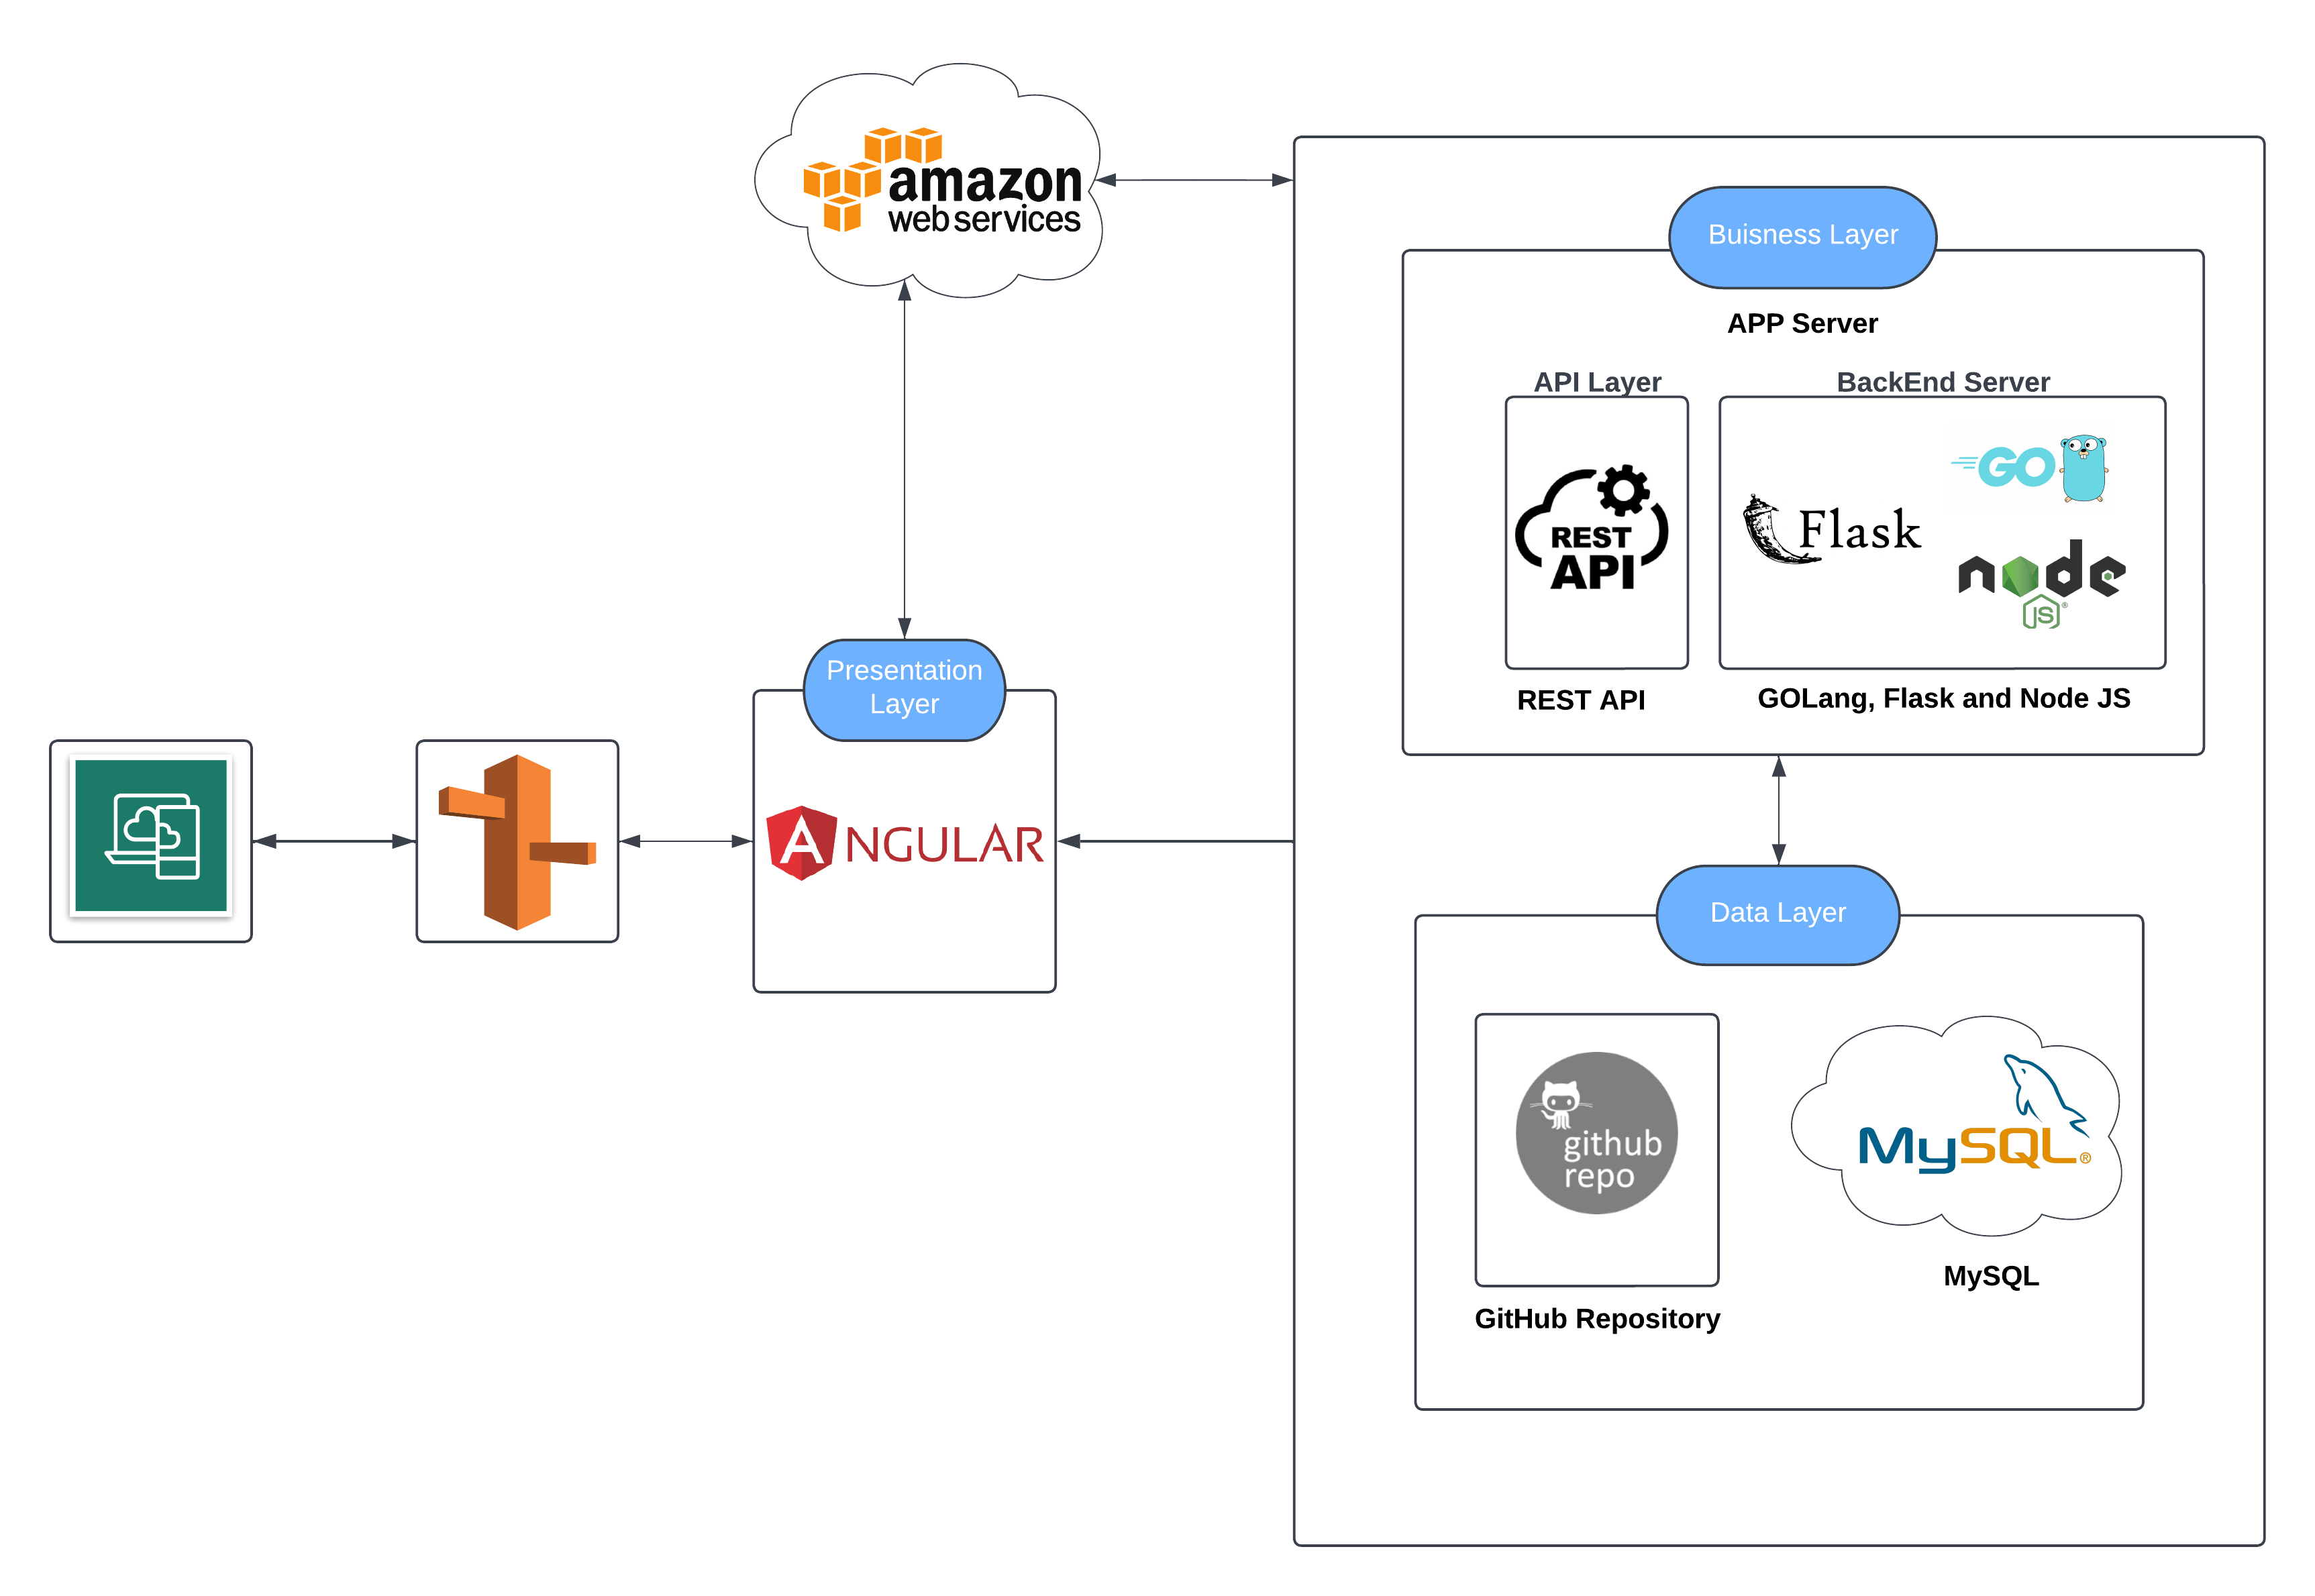 amazon
web services
Buisness Layer
APP Server
API Layer
BackEnd Server
REST
API
Flask
GO
node
JS®
REST API
GOLang, Flask and Node JS
Presentation
Layer
ANGULAR
Data Layer
github
repo
MySQL®
GitHub Repository
MySQL